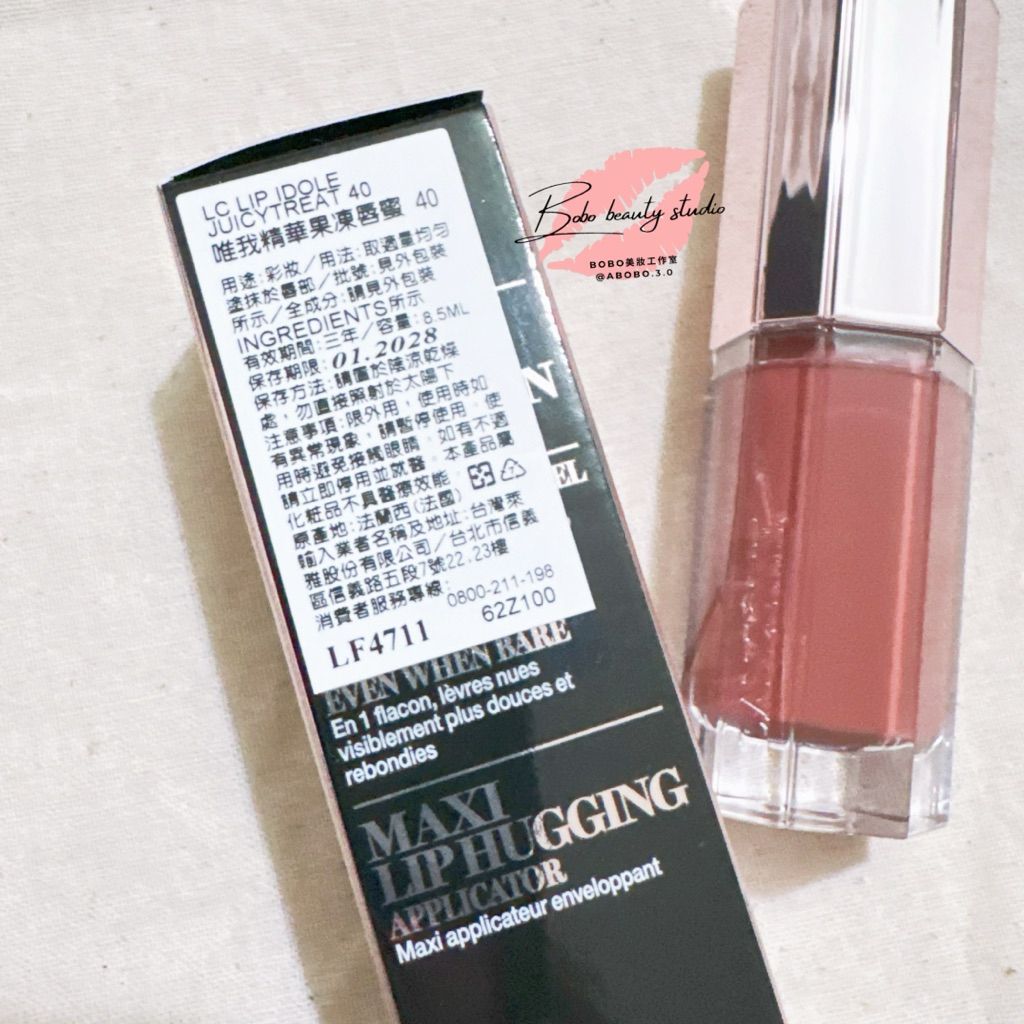 LC LIP IDOLE
JUICYTREAT 40
唯我精華果凍唇蜜 40
用途:彩妝/用法:取適量均勻
塗抹於唇部/批號:見外包裝
所示/全成分:請見外包裝
INGREDIENTS所示
有效期間:三年/容量:8.5ML
保存期限:01.2028
保存方法:請置於陰涼乾燥
處,勿直接照射於太陽下
注意事項:限外用,使用時如
有異常現象,請暫停使用,使
用時避免接觸眼睛,如有不適
請立即停用並就醫。本產品屬
化粧品不具醫療效能
原產地:法蘭西(法國)
輸入業者名稱及地址:台灣萊
雅股份有限公司/台北市信義
區信義路五段7號22,23樓
消費者服務專線:0800-211-198
62Z100
LF4711
N
EL
EVEN WHEN BARE
En 1 flacon, lèvres nues
visiblement plus douces et
rebondies
MAXI
LIP HUGGING
APPLICATOR
Maxi applicateur enveloppant
Bobo beauty studio
BOBO美妝工作室
@ABOBO.3.0